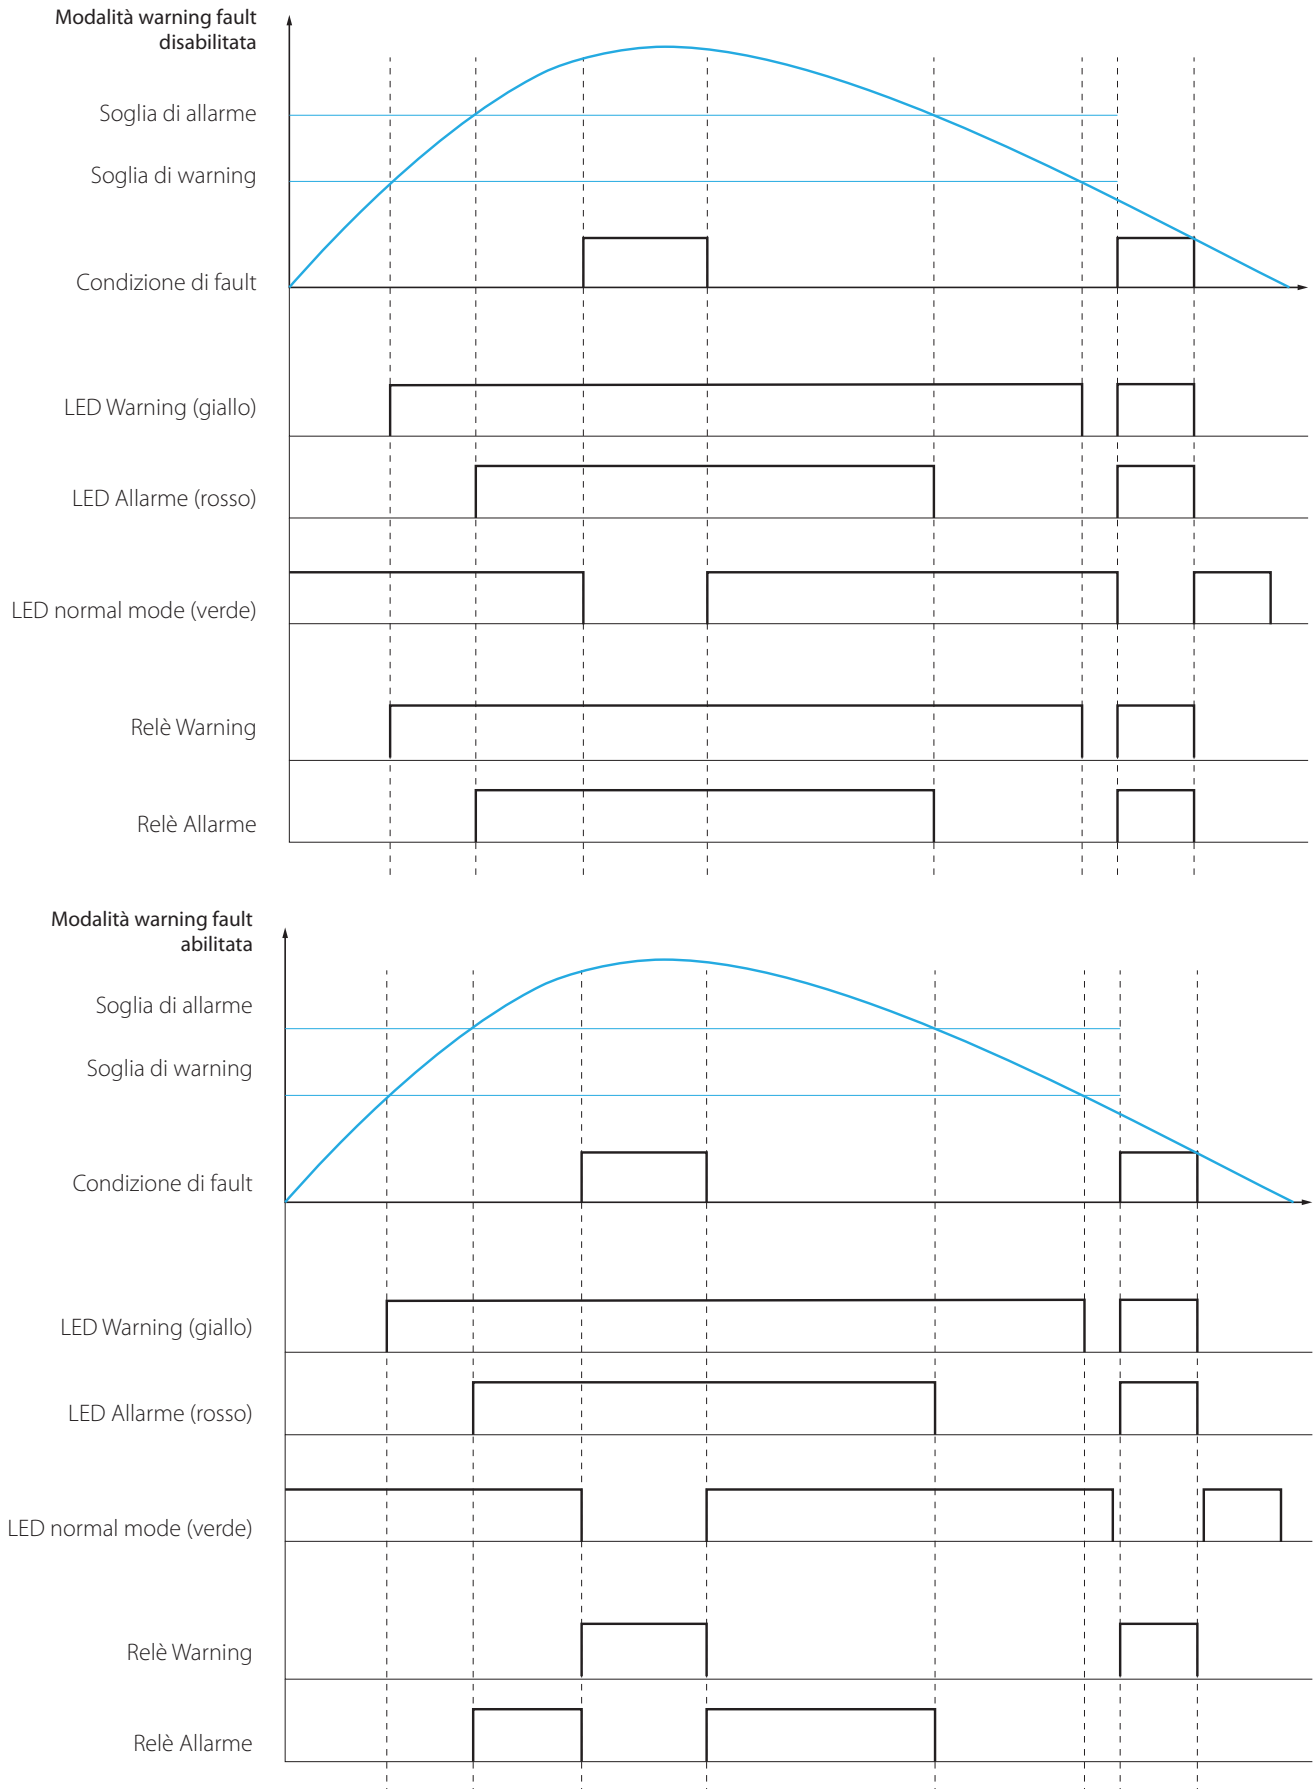 Modalità warning fault
disabilitata
Soglia di allarme
Soglia di warning
Condizione di fault
LED Warning (giallo)
LED Allarme (rosso)
LED normal mode (verde)
Relè Warning
Relè Allarme
Modalità warning fault
abilitata
Soglia di allarme
Soglia di warning
Condizione di fault
LED Warning (giallo)
LED Allarme (rosso)
LED normal mode (verde)
Relè Warning
Relè Allarme